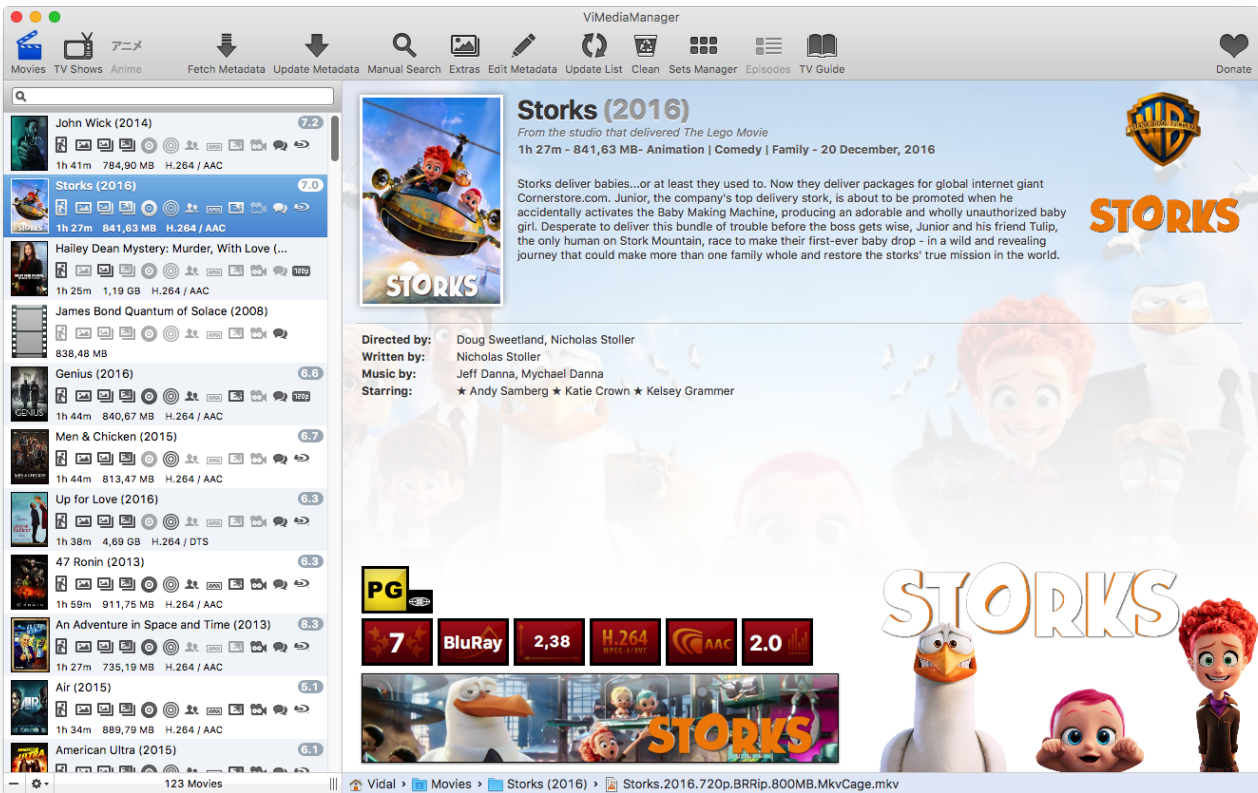 ViMediaManager
アニメ
Movies TV Shows Anime Fetch Metadata Update Metadata Manual Search Extras Edit Metadata Update List Clean Sets Manager Episodes TV Guide Donate
John Wick (2014) 7.2
1h 41m 784,90 MB H.264 / AAC
Storks (2016) 7.0
1h 27m 841,63 MB H.264 / AAC
Hailey Dean Mystery: Murder, With Love (...
720p
1h 25m 1,19 GB H.264 / AAC
James Bond Quantum of Solace (2008)
838,48 MB
GENIUS
Genius (2016) 6.6
720p
1h 44m 840,67 MB H.264 / AAC
Men & Chicken (2015) 6.7
1h 44m 813,47 MB H.264 / AAC
Up for Love (2016) 6.3
1h 38m 4,69 GB H.264 / DTS
47 Ronin (2013) 6.3
1h 59m 911,75 MB H.264 / AAC
An Adventure in Space and Time (2013) 8.3
1h 27m 735,19 MB H.264 / AAC
AIR
Air (2015) 5.1
1h 34m 889,79 MB H.264 / AAC
American Ultra (2015) 6.1
123 Movies
STORKS
Storks (2016)
From the studio that delivered The Lego Movie
1h 27m - 841,63 MB- Animation | Comedy | Family - 20 December, 2016
Storks deliver babies...or at least they used to. Now they deliver packages for global internet giant
Cornerstore.com. Junior, the company's top delivery stork, is about to be promoted when he
accidentally activates the Baby Making Machine, producing an adorable and wholly unauthorized baby
girl. Desperate to deliver this bundle of trouble before the boss gets wise, Junior and his friend Tulip,
the only human on Stork Mountain, race to make their first-ever baby drop - in a wild and revealing
journey that could make more than one family whole and restore the storks' true mission in the world.
WB
STORKS
Directed by: Doug Sweetland, Nicholas Stoller
Written by: Nicholas Stoller
Music by: Jeff Danna, Mychael Danna
Starring: ★ Andy Samberg ★ Katie Crown ★ Kelsey Grammer
PG
7 BluRay 2,38 H.264 MPEG-4/AVC AAC 2.0
STORKS
STORKS
Vidal › Movies › Storks (2016) › Storks.2016.720p.BRRip.800MB.MkvCage.mkv